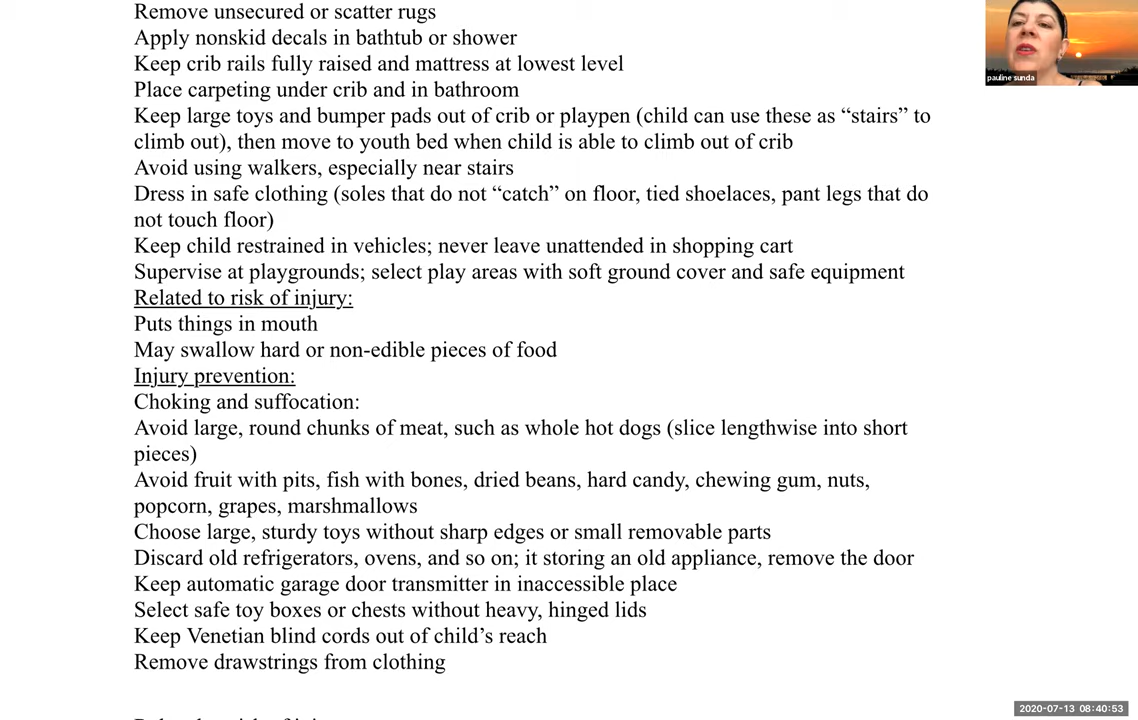 Remove unsecured or scatter rugs
Apply nonskid decals in bathtub or shower
Keep crib rails fully raised and mattress at lowest level
Place carpeting under crib and in bathroom
Keep large toys and bumper pads out of crib or playpen (child can use these as “stairs” to
climb out), then move to youth bed when child is able to climb out of crib
Avoid using walkers, especially near stairs
Dress in safe clothing (soles that do not “catch” on floor, tied shoelaces, pant legs that do
not touch floor)
Keep child restrained in vehicles; never leave unattended in shopping cart
Supervise at playgrounds; select play areas with soft ground cover and safe equipment
Related to risk of injury:
Puts things in mouth
May swallow hard or non-edible pieces of food
Injury prevention:
Choking and suffocation:
Avoid large, round chunks of meat, such as whole hot dogs (slice lengthwise into short
pieces)
Avoid fruit with pits, fish with bones, dried beans, hard candy, chewing gum, nuts,
popcorn, grapes, marshmallows
Choose large, sturdy toys without sharp edges or small removable parts
Discard old refrigerators, ovens, and so on; it storing an old appliance, remove the door
Keep automatic garage door transmitter in inaccessible place
Select safe toy boxes or chests without heavy, hinged lids
Keep Venetian blind cords out of child’s reach
Remove drawstrings from clothing
pauline sunda
2020-07-13 08:40:53